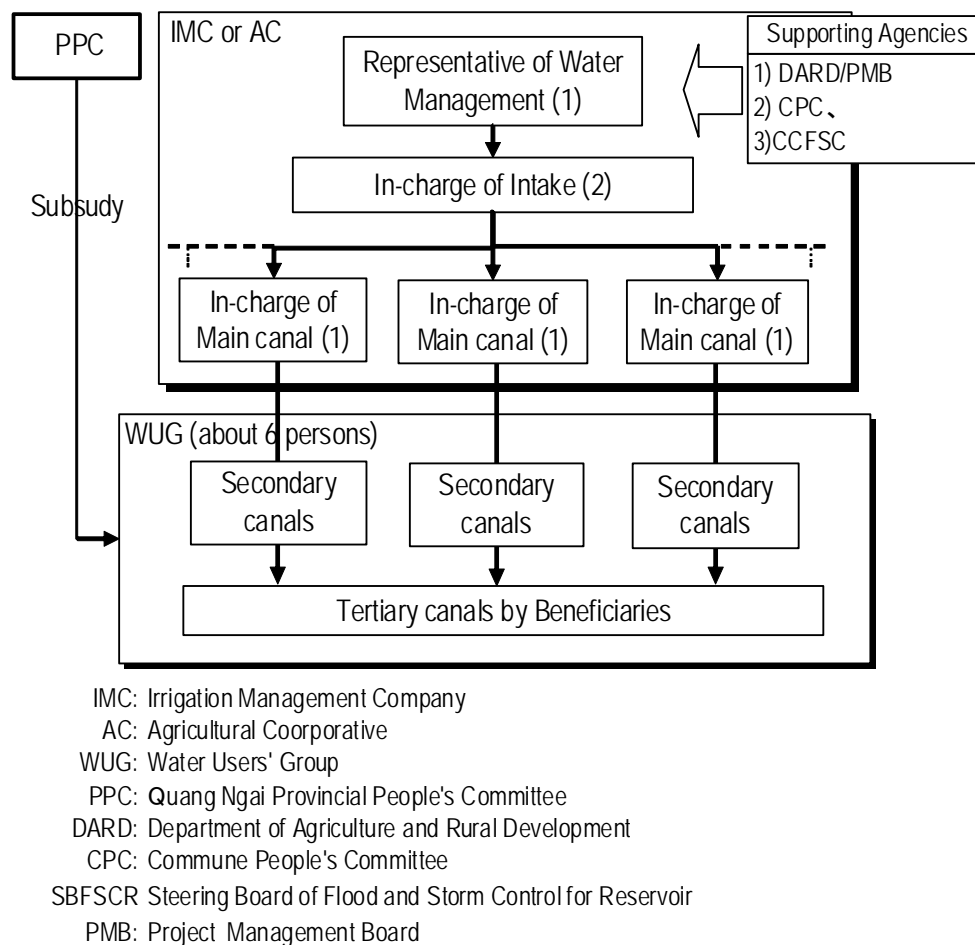 PPC
IMC or AC
Supporting Agencies
1) DARD/PMB
2) CPC、
3)CCFSC
Representative of Water
Management (1)
In-charge of Intake (2)
Subsudy
In-charge of
Main canal (1)
In-charge of
Main canal (1)
In-charge of
Main canal (1)
WUG (about 6 persons)
Secondary
canals
Secondary
canals
Secondary
canals
Tertiary canals by Beneficiaries
IMC: Irrigation Management Company
AC: Agricultural Coorporative
WUG: Water Users' Group
PPC: Quang Ngai Provincial People's Committee
DARD: Department of Agriculture and Rural Development
CPC: Commune People's Committee
SBFSCR Steering Board of Flood and Storm Control for Reservoir
PMB: Project Management Board